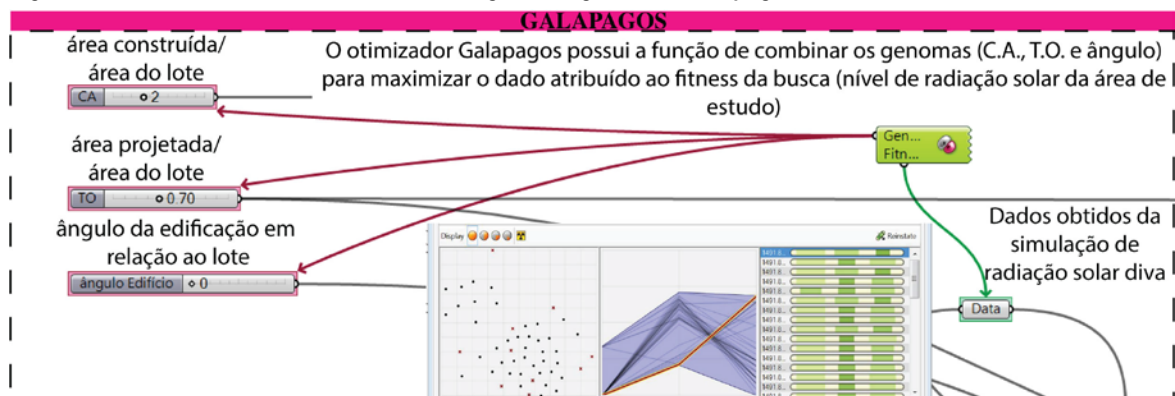 GALAPAGOS
área construída/
área do lote
CA 2
O otimizador Galapagos possui a função de combinar os genomas (C.A., T.O. e ângulo)
para maximizar o dado atribuído ao fitness da busca (nível de radiação solar da área de
estudo)
Gen...
Fitn...
área projetada/
área do lote
TO 0.70
ângulo da edificação em
relação ao lote
ângulo Edifício 0
Display
Reinstate
Dados obtidos da
simulação de
radiação solar diva
Data